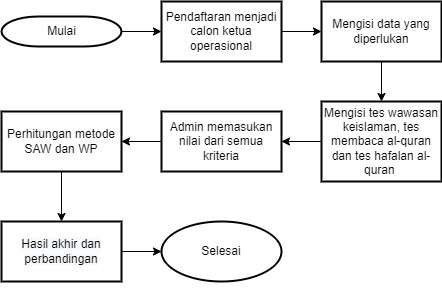 Mulai
Pendaftaran menjadi
calon ketua
operasional
Mengisi data yang
diperlukan
Mengisi tes wawasan
keislaman, tes
membaca al-quran
dan tes hafalan al-
quran
Admin memasukan
nilai dari semua
kriteria
Perhitungan metode
SAW dan WP
Hasil akhir dan
perbandingan
Selesai